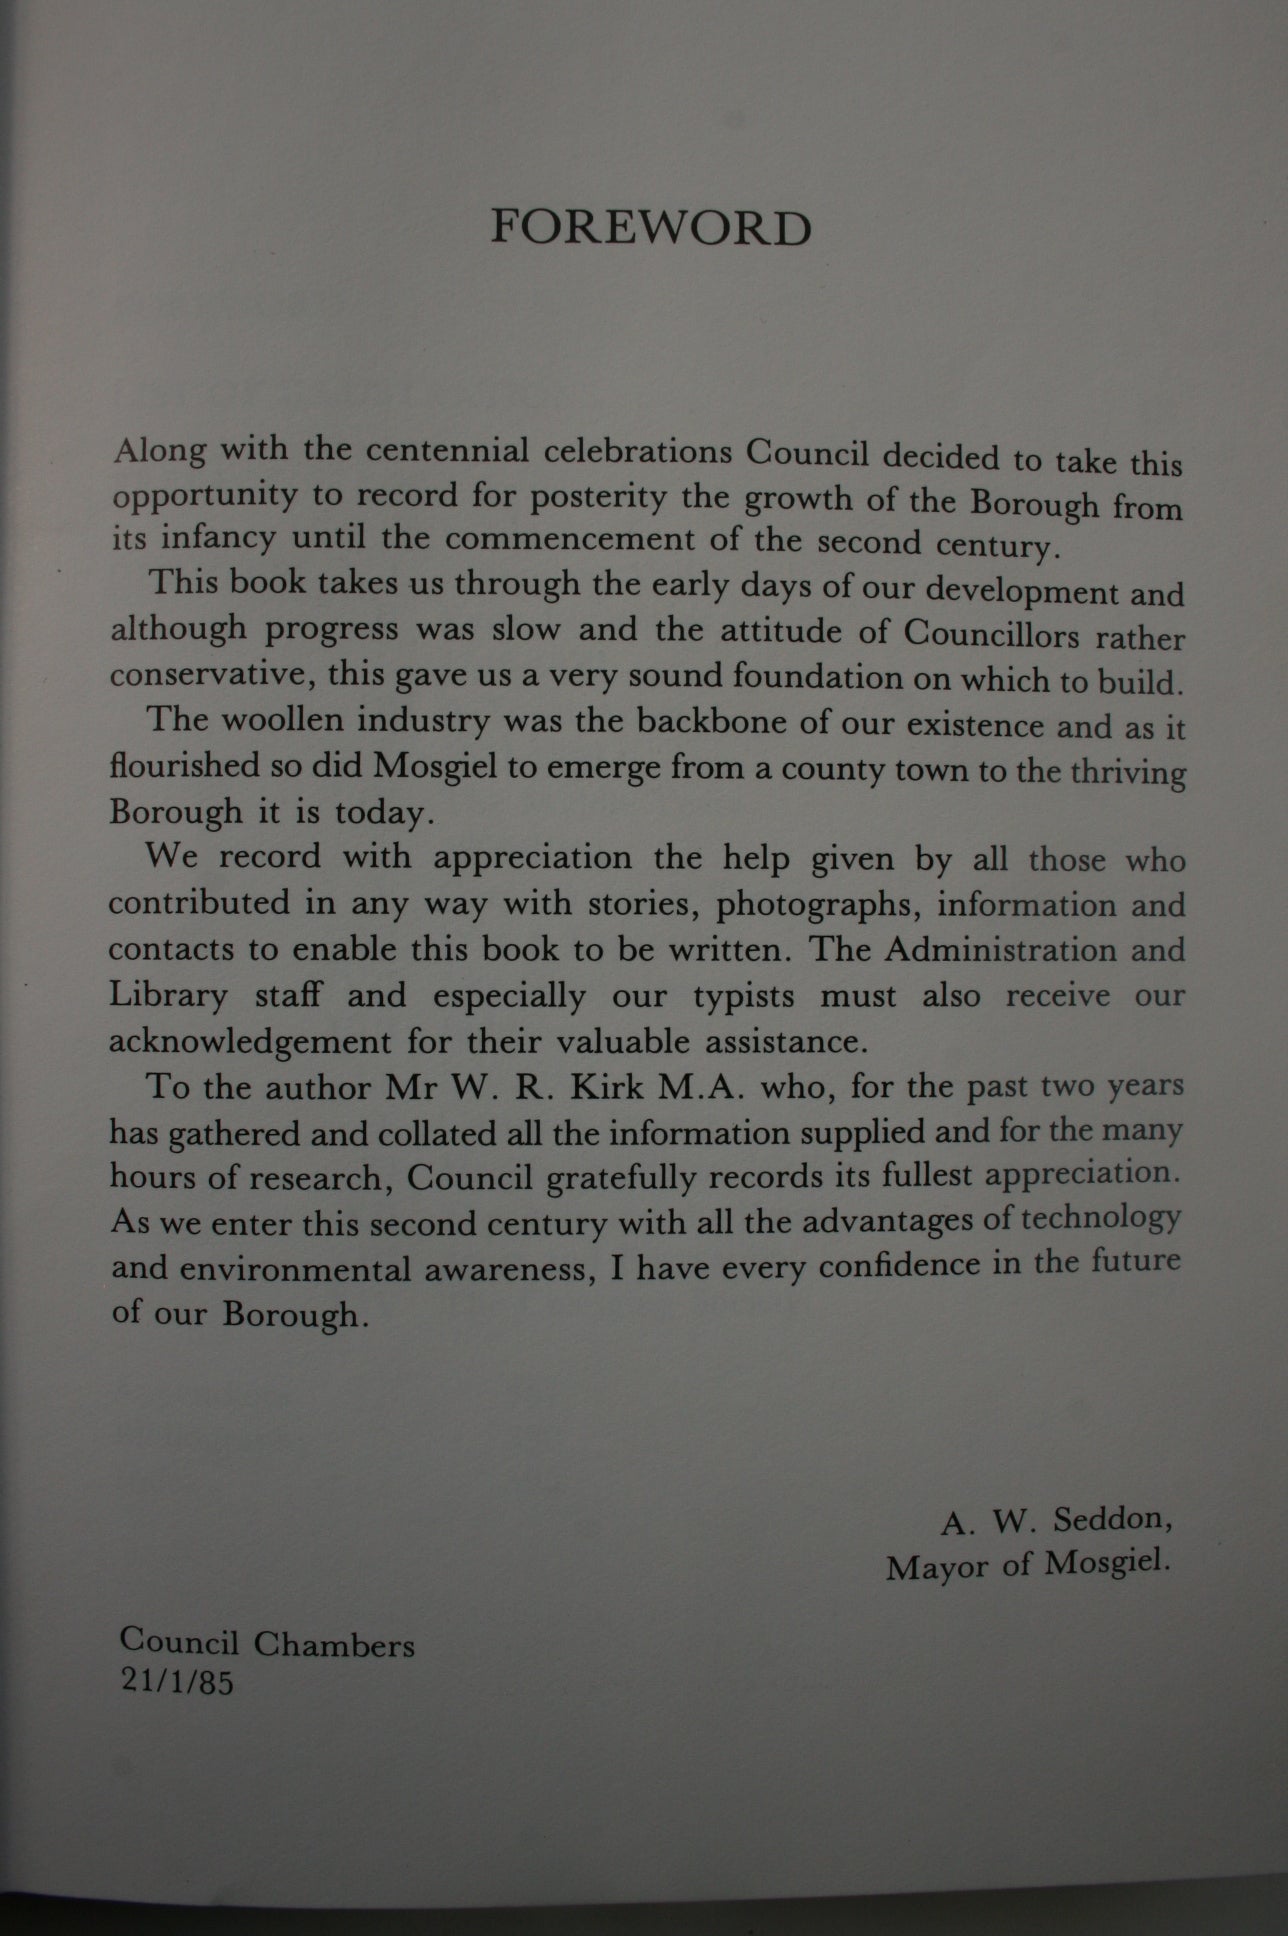 FOREWORD
Along with the centennial celebrations Council decided to take this
opportunity to record for posterity the growth of the Borough from
its infancy until the commencement of the second century.
This book takes us through the early days of our development and
although progress was slow and the attitude of Councillors rather
conservative, this gave us a very sound foundation on which to build.
The woollen industry was the backbone of our existence and as it
flourished so did Mosgiel to emerge from a county town to the thriving
Borough it is today.
We record with appreciation the help given by all those who
contributed in any way with stories, photographs, information and
contacts to enable this book to be written. The Administration and
Library staff and especially our typists must also receive our
acknowledgement for their valuable assistance.
To the author Mr W. R. Kirk M.A. who, for the past two years
has gathered and collated all the information supplied and for the many
hours of research, Council gratefully records its fullest appreciation.
As we enter this second century with all the advantages of technology
and environmental awareness, I have every confidence in the future
of our Borough.
A. W. Seddon,
Mayor of Mosgiel.
Council Chambers
21/1/85